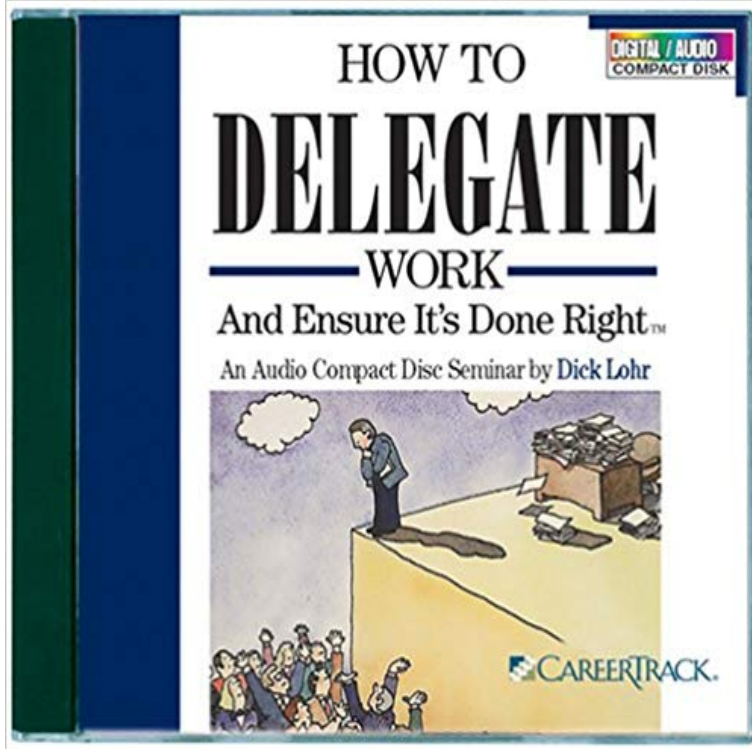 DIGITAL / AUDIO
COMPACT DISK
HOW TO
DELEGATE
WORK
And Ensure It's Done Right™
An Audio Compact Disc Seminar by Dick Lohr
CAREERTRACK®